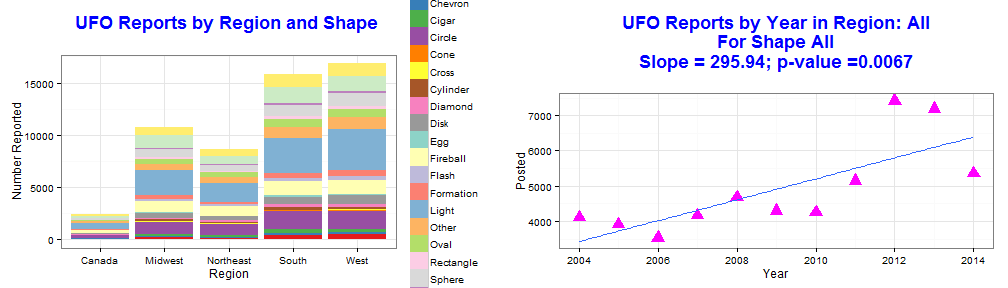 UFO Reports by Region and Shape
Number Reported
15000
10000
5000
0
Canada Midwest Northeast South West
Region
Chevron
Cigar
Circle
Cone
Cross
Cylinder
Diamond
Disk
Egg
Fireball
Flash
Formation
Light
Other
Oval
Rectangle
Sphere
UFO Reports by Year in Region: All
For Shape All
Slope = 295.94; p-value =0.0067
Posted
7000
6000
5000
4000
2004 2006 2008 2010 2012 2014
Year